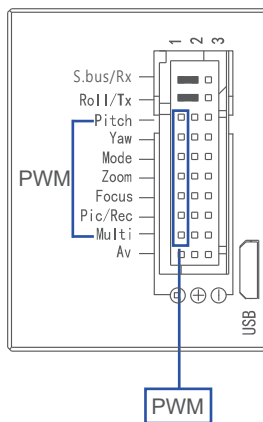 1 2 3
S.bus/Rx
Roll/Tx
Pitch
Yaw
Mode
Zoom
Focus
Pic/Rec
Multi
Av
PWM
USB
PWM